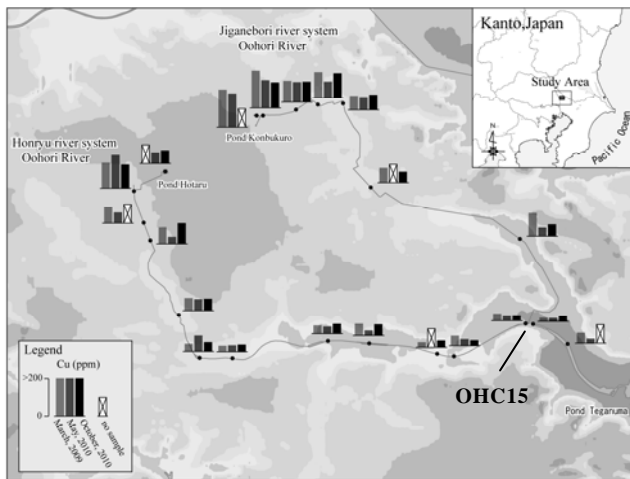 Jiganebori river system
Oohori River
Kanto,Japan
Study Area
N
Pacific Ocean
Pond Konbukuro
Honryu river system
Oohori River
Pond Hotaru
OHC15
Pond Teganuma
Legend
Cu (ppm)
>200
0
March, 2009
May, 2010
October, 2010
no sample